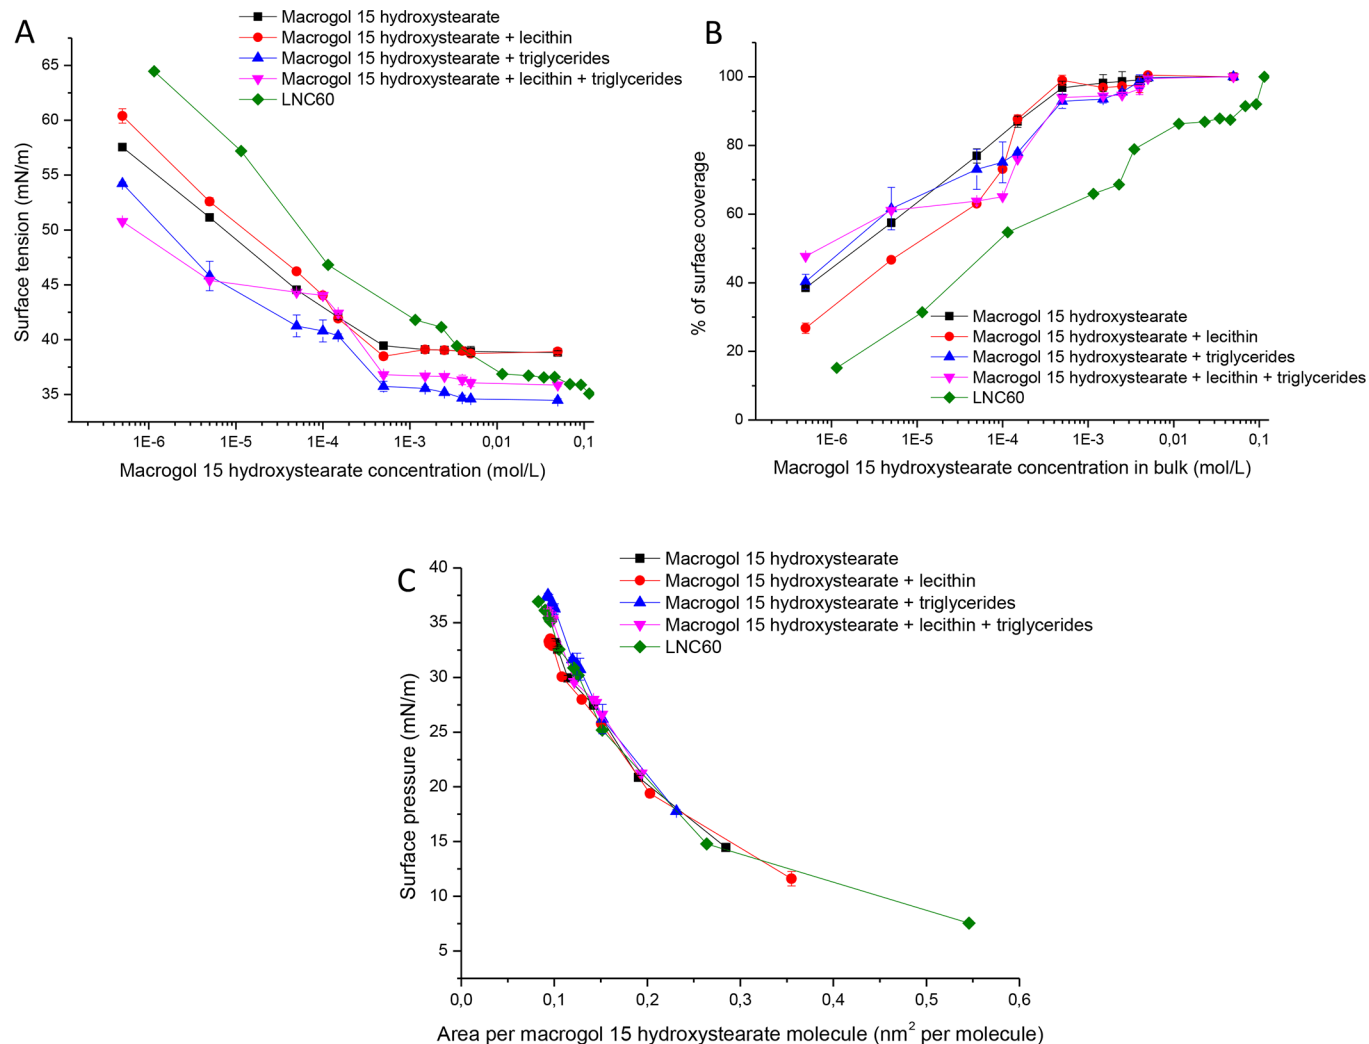 A
Macrogol 15 hydroxystearate
Macrogol 15 hydroxystearate + lecithin
Macrogol 15 hydroxystearate + triglycerides
Macrogol 15 hydroxystearate + lecithin + triglycerides
LNC60
Surface tension (mN/m)
65
60
55
50
45
40
35
1E-6 1E-5 1E-4 1E-3 0,01 0,1
Macrogol 15 hydroxystearate concentration (mol/L)
B
% of surface coverage
100
80
60
40
20
0
Macrogol 15 hydroxystearate
Macrogol 15 hydroxystearate + lecithin
Macrogol 15 hydroxystearate + triglycerides
Macrogol 15 hydroxystearate + lecithin + triglycerides
LNC60
1E-6 1E-5 1E-4 1E-3 0,01 0,1
Macrogol 15 hydroxystearate concentration in bulk (mol/L)
C
Macrogol 15 hydroxystearate
Macrogol 15 hydroxystearate + lecithin
Macrogol 15 hydroxystearate + triglycerides
Macrogol 15 hydroxystearate + lecithin + triglycerides
LNC60
Surface pressure (mN/m)
40
35
30
25
20
15
10
5
0,0 0,1 0,2 0,3 0,4 0,5 0,6
Area per macrogol 15 hydroxystearate molecule (nm² per molecule)